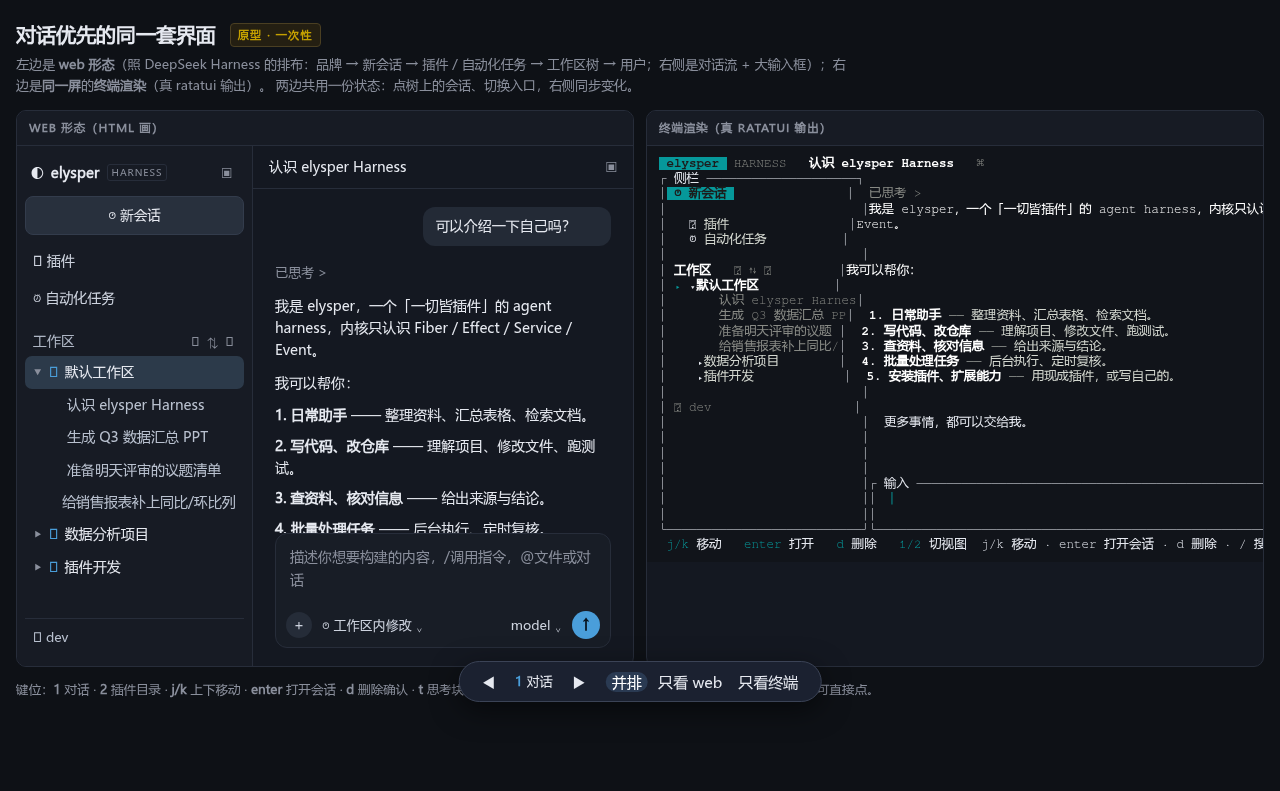 对话优先的同一套界面 原型 · 一次性
左边是 web 形态（照 DeepSeek Harness 的排布：品牌 → 新会话 → 插件 / 自动化任务 → 工作区树 → 用户；右侧是对话流 + 大输入框）；右
边是同一屏的终端渲染（真 ratatui 输出）。 两边共用一份状态：点树上的会话、切换入口，右侧同步变化。
WEB 形态（HTML 画）
elysper HARNESS
新会话
插件
自动化任务
工作区
默认工作区
认识 elysper Harness
生成 Q3 数据汇总 PPT
准备明天评审的议题清单
给销售报表补上同比/环比列
数据分析项目
插件开发
dev
认识 elysper Harness
可以介绍一下自己吗？
已思考 >
我是 elysper，一个「一切皆插件」的 agent
harness，内核只认识 Fiber / Effect / Service /
Event。
我可以帮你：
1. 日常助手 —— 整理资料、汇总表格、检索文档。
2. 写代码、改仓库 —— 理解项目、修改文件、跑测
试。
3. 查资料、核对信息 —— 给出来源与结论。
4. 批量处理任务 —— 后台执行、定时复核。
描述你想要构建的内容，/调用指令，@文件或对
话
+ 工作区内修改 model ↑
终端渲染（真 RATATUI 输出）
elysper HARNESS 认识 elysper Harness ⌘
侧栏
新会话 已思考 >
我是 elysper，一个「一切皆插件」的 agent harness，内核只认
插件 Event。
自动化任务
工作区 我可以帮你：
默认工作区
认识 elysper Harnes
生成 Q3 数据汇总 PP 1. 日常助手 —— 整理资料、汇总表格、检索文档。
准备明天评审的议题 2. 写代码、改仓库 —— 理解项目、修改文件、跑测试。
给销售报表补上同比/ 3. 查资料、核对信息 —— 给出来源与结论。
数据分析项目 4. 批量处理任务 —— 后台执行、定时复核。
插件开发 5. 安装插件、扩展能力 —— 用现成插件，或写自己的。
dev
更多事情，都可以交给我。
输入
j/k 移动 enter 打开 d 删除 1/2 切视图 j/k 移动 · enter 打开会话 · d 删除 · / 搜
键位：1 对话 · 2 插件目录 · j/k 上下移动 · enter 打开会话 · d 删除确认 · t 思考块 可直接点。
◀ 1 对话 ▶ 并排 只看 web 只看终端